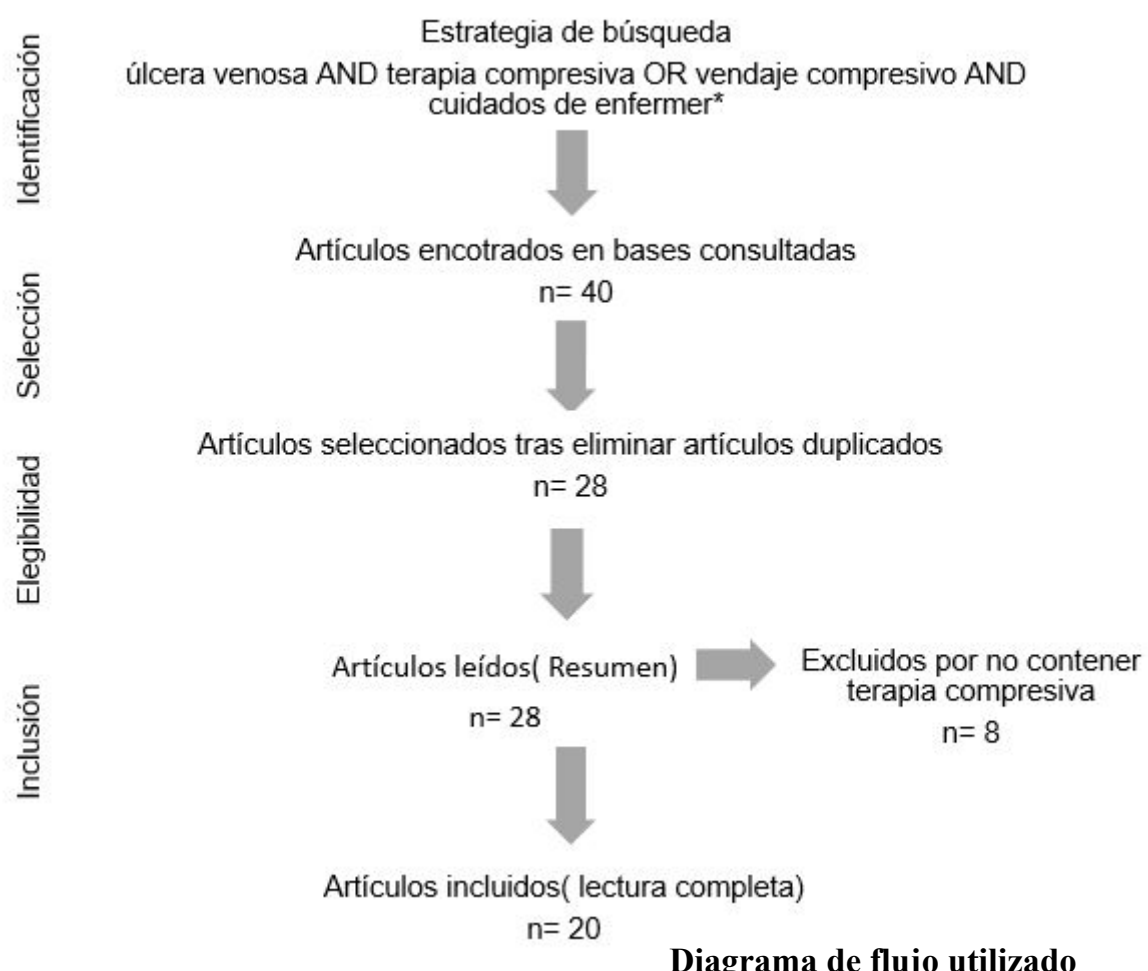 Identificación
Estrategia de búsqueda
úlcera venosa AND terapia compresiva OR vendaje compresivo AND
cuidados de enfermer*
Artículos encotrados en bases consultadas
n= 40
Selección
Artículos seleccionados tras eliminar artículos duplicados
n= 28
Elegibilidad
Artículos leídos( Resumen)
n= 28
Excluidos por no contener
terapia compresiva
n= 8
Inclusión
Artículos incluidos( lectura completa)
n= 20
Diagrama de flujo utilizado